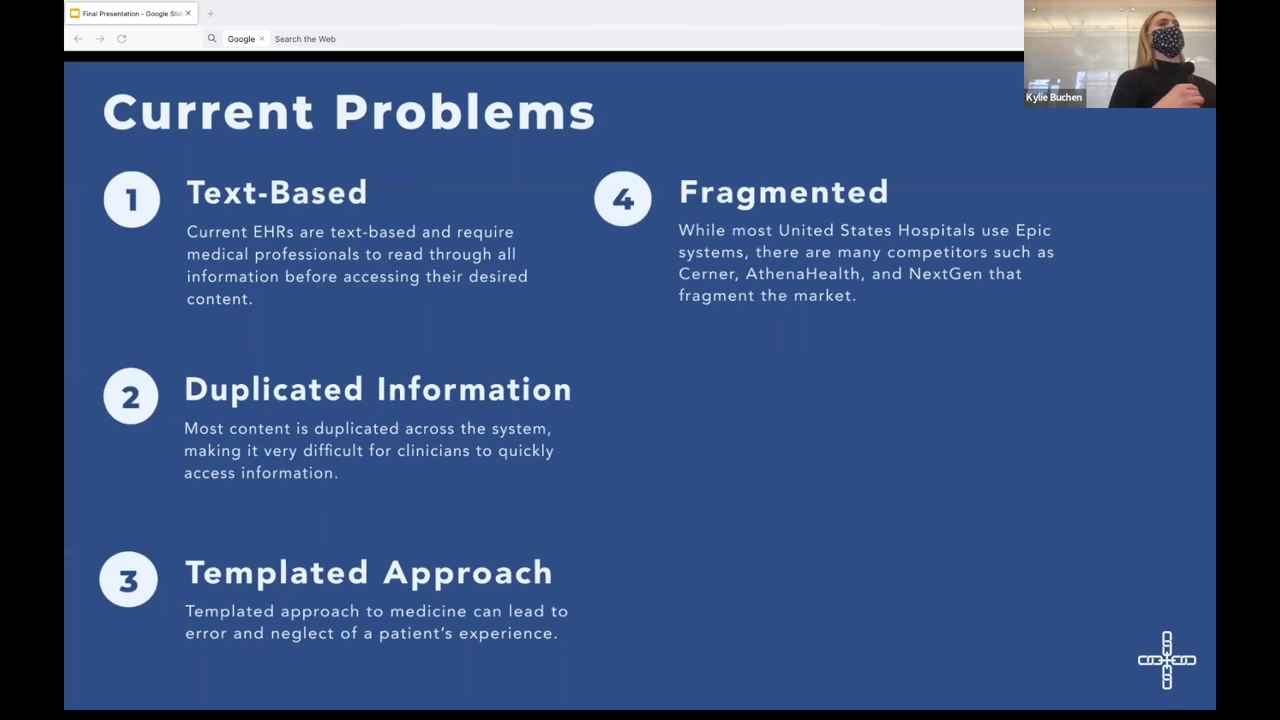 Final Presentation - Google Slid
Google
Search the Web
Kylie Buchen
Current Problems
1
Text-Based
Current EHRs are text-based and require
medical professionals to read through all
information before accessing their desired
content.
2
Duplicated Information
Most content is duplicated across the system,
making it very difficult for clinicians to quickly
access information.
3
Templated Approach
Templated approach to medicine can lead to
error and neglect of a patient's experience.
4
Fragmented
While most United States Hospitals use Epic
systems, there are many competitors such as
Cerner, AthenaHealth, and NextGen that
fragment the market.